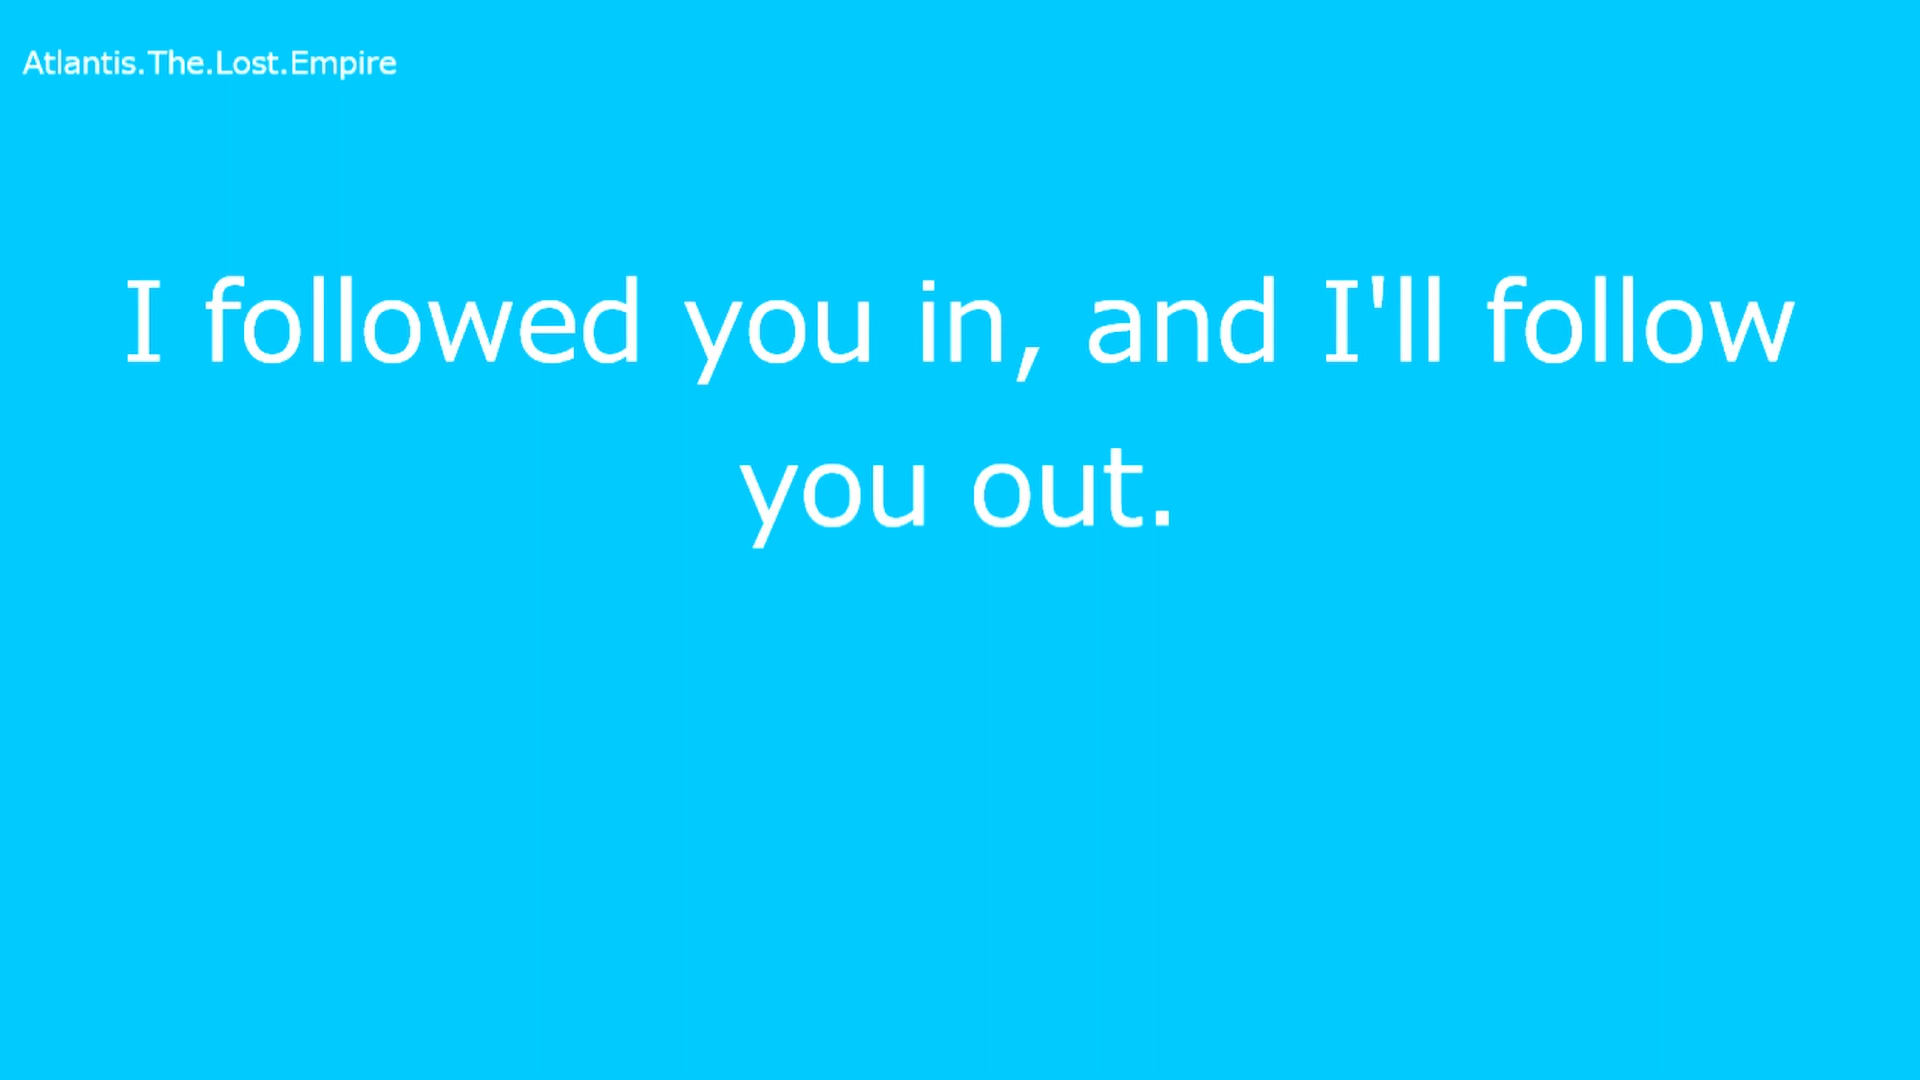 Atlantis.The.Lost.Empire
I followed you in, and I'll follow
you out.